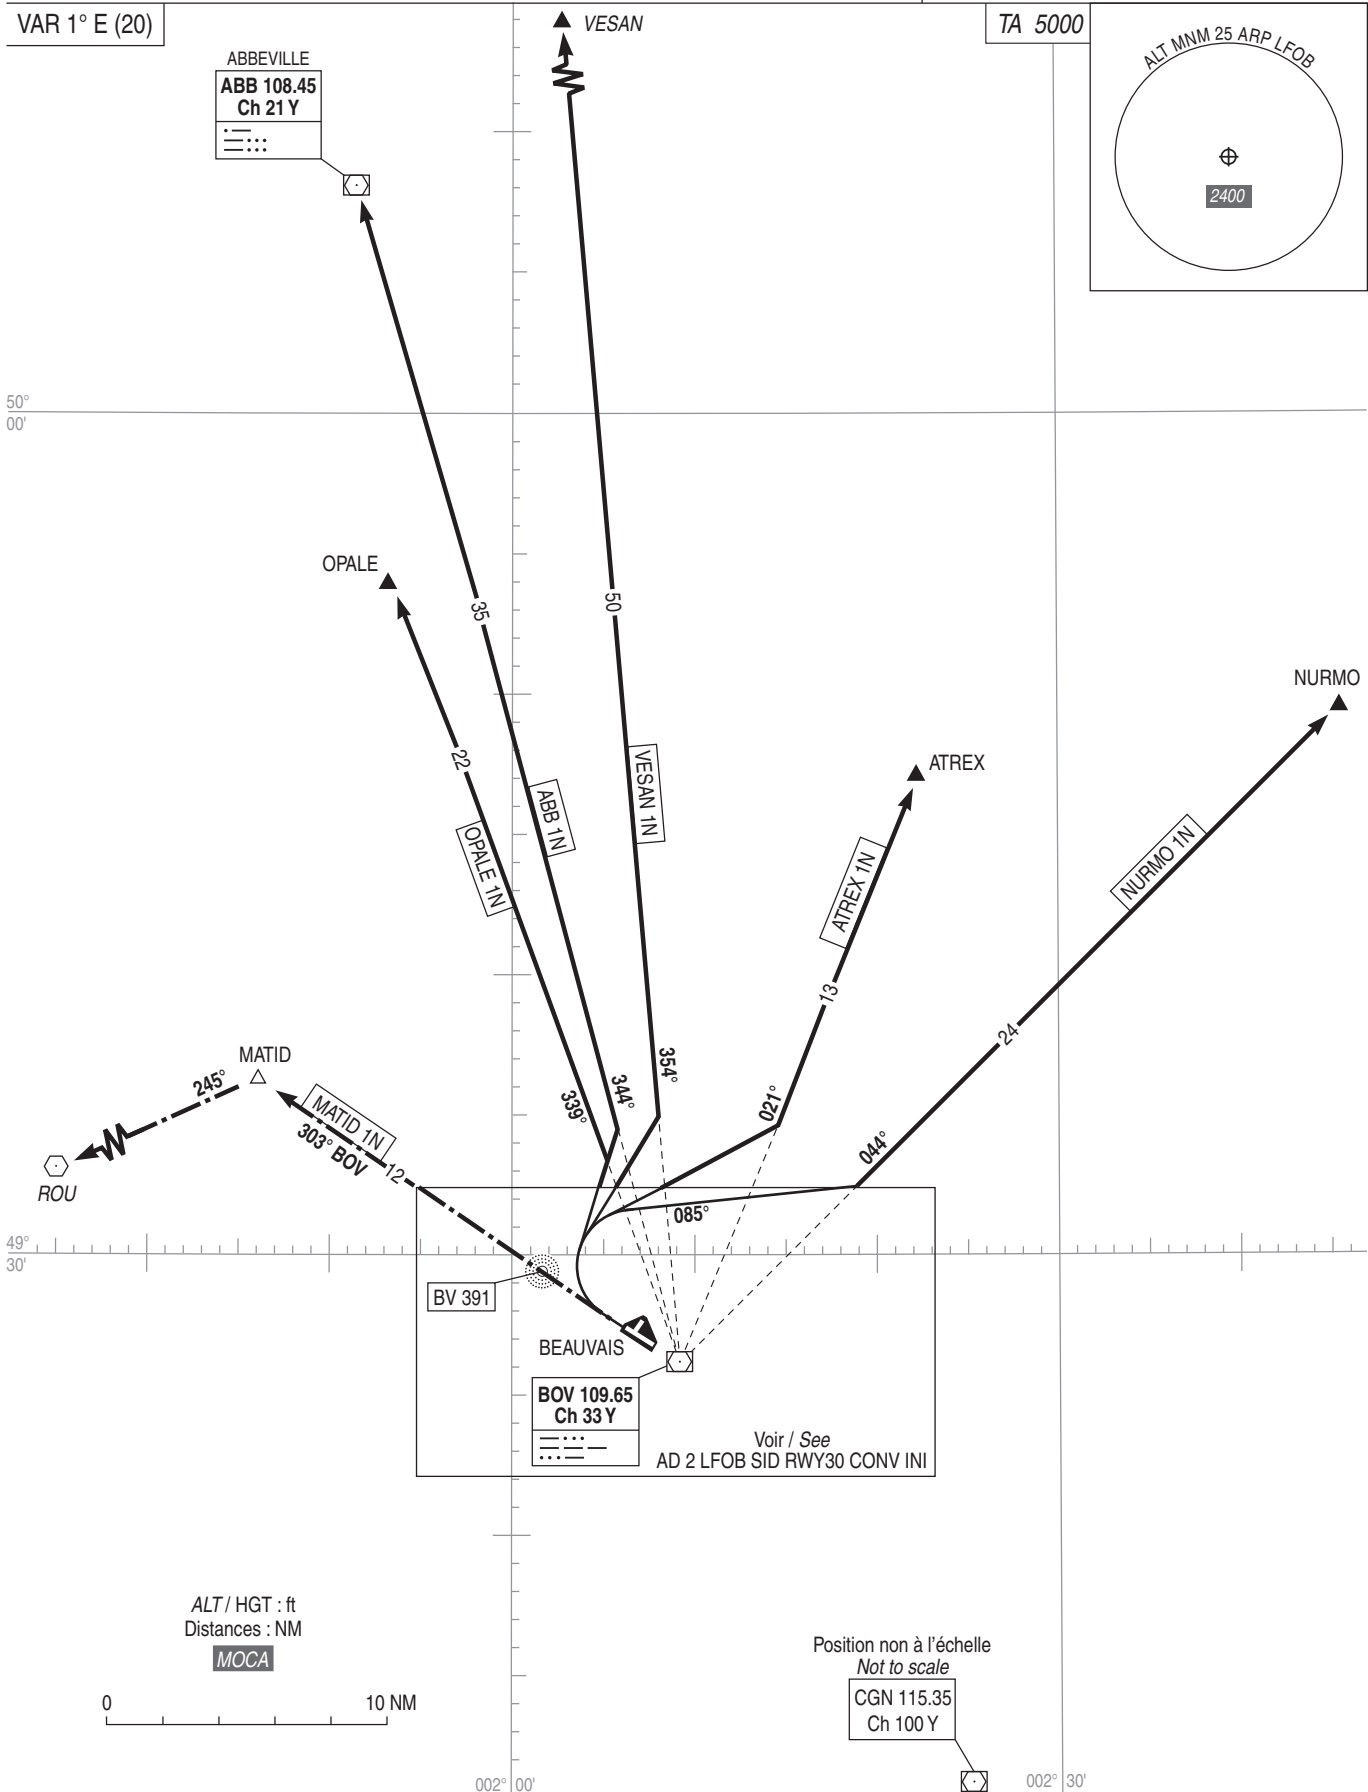 VAR 1° E (20)
VESAN
TA 5000
ALT MNM 25 ARP LFOB
2400
ABBEVILLE
ABB 108.45
Ch 21 Y
50°
00'
OPALE
35
50
NURMO
22
ATREX
VESAN 1N
ABB 1N
OPALE 1N
ATREX 1N
NURMO 1N
13
24
MATID
245°
MATID 1N
303° BOV
12
339°
344°
354°
021°
044°
ROU
085°
49°
30'
BV 391
BEAUVAIS
BOV 109.65
Ch 33 Y
Voir / See
AD 2 LFOB SID RWY30 CONV INI
ALT / HGT : ft
Distances : NM
MOCA
0 10 NM
Position non à l'échelle
Not to scale
CGN 115.35
Ch 100 Y
002° 00'
002° 30'